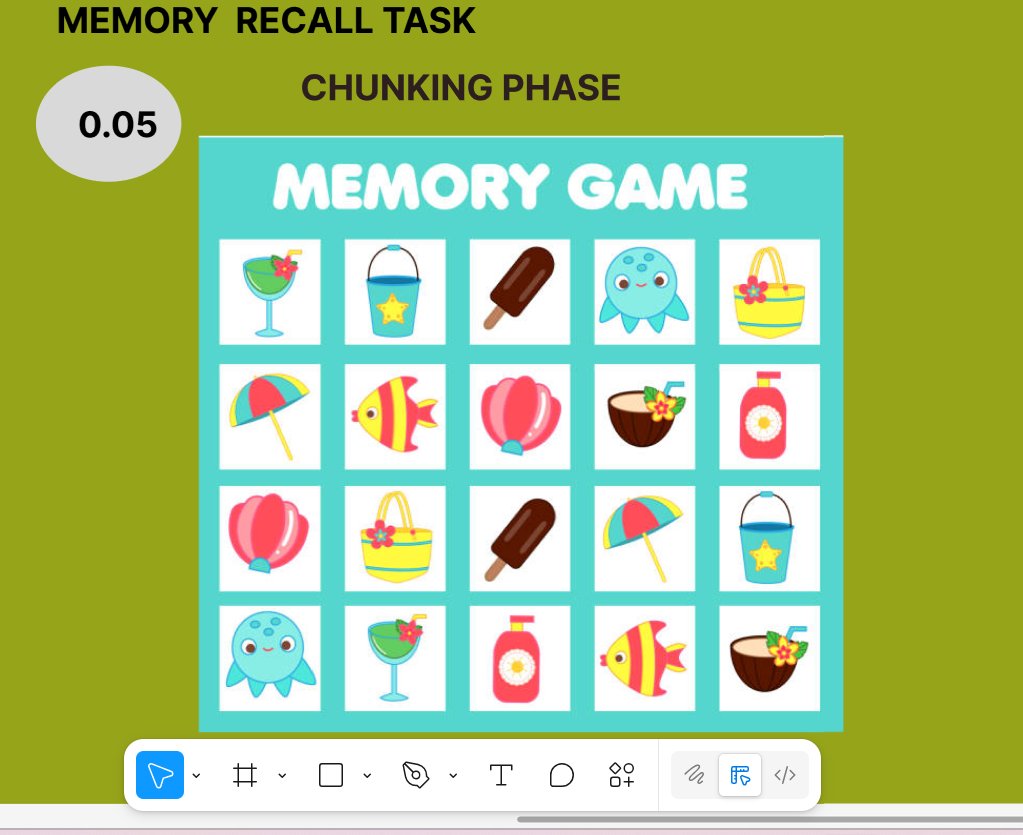 MEMORY RECALL TASK
CHUNKING PHASE
0.05
MEMORY GAME